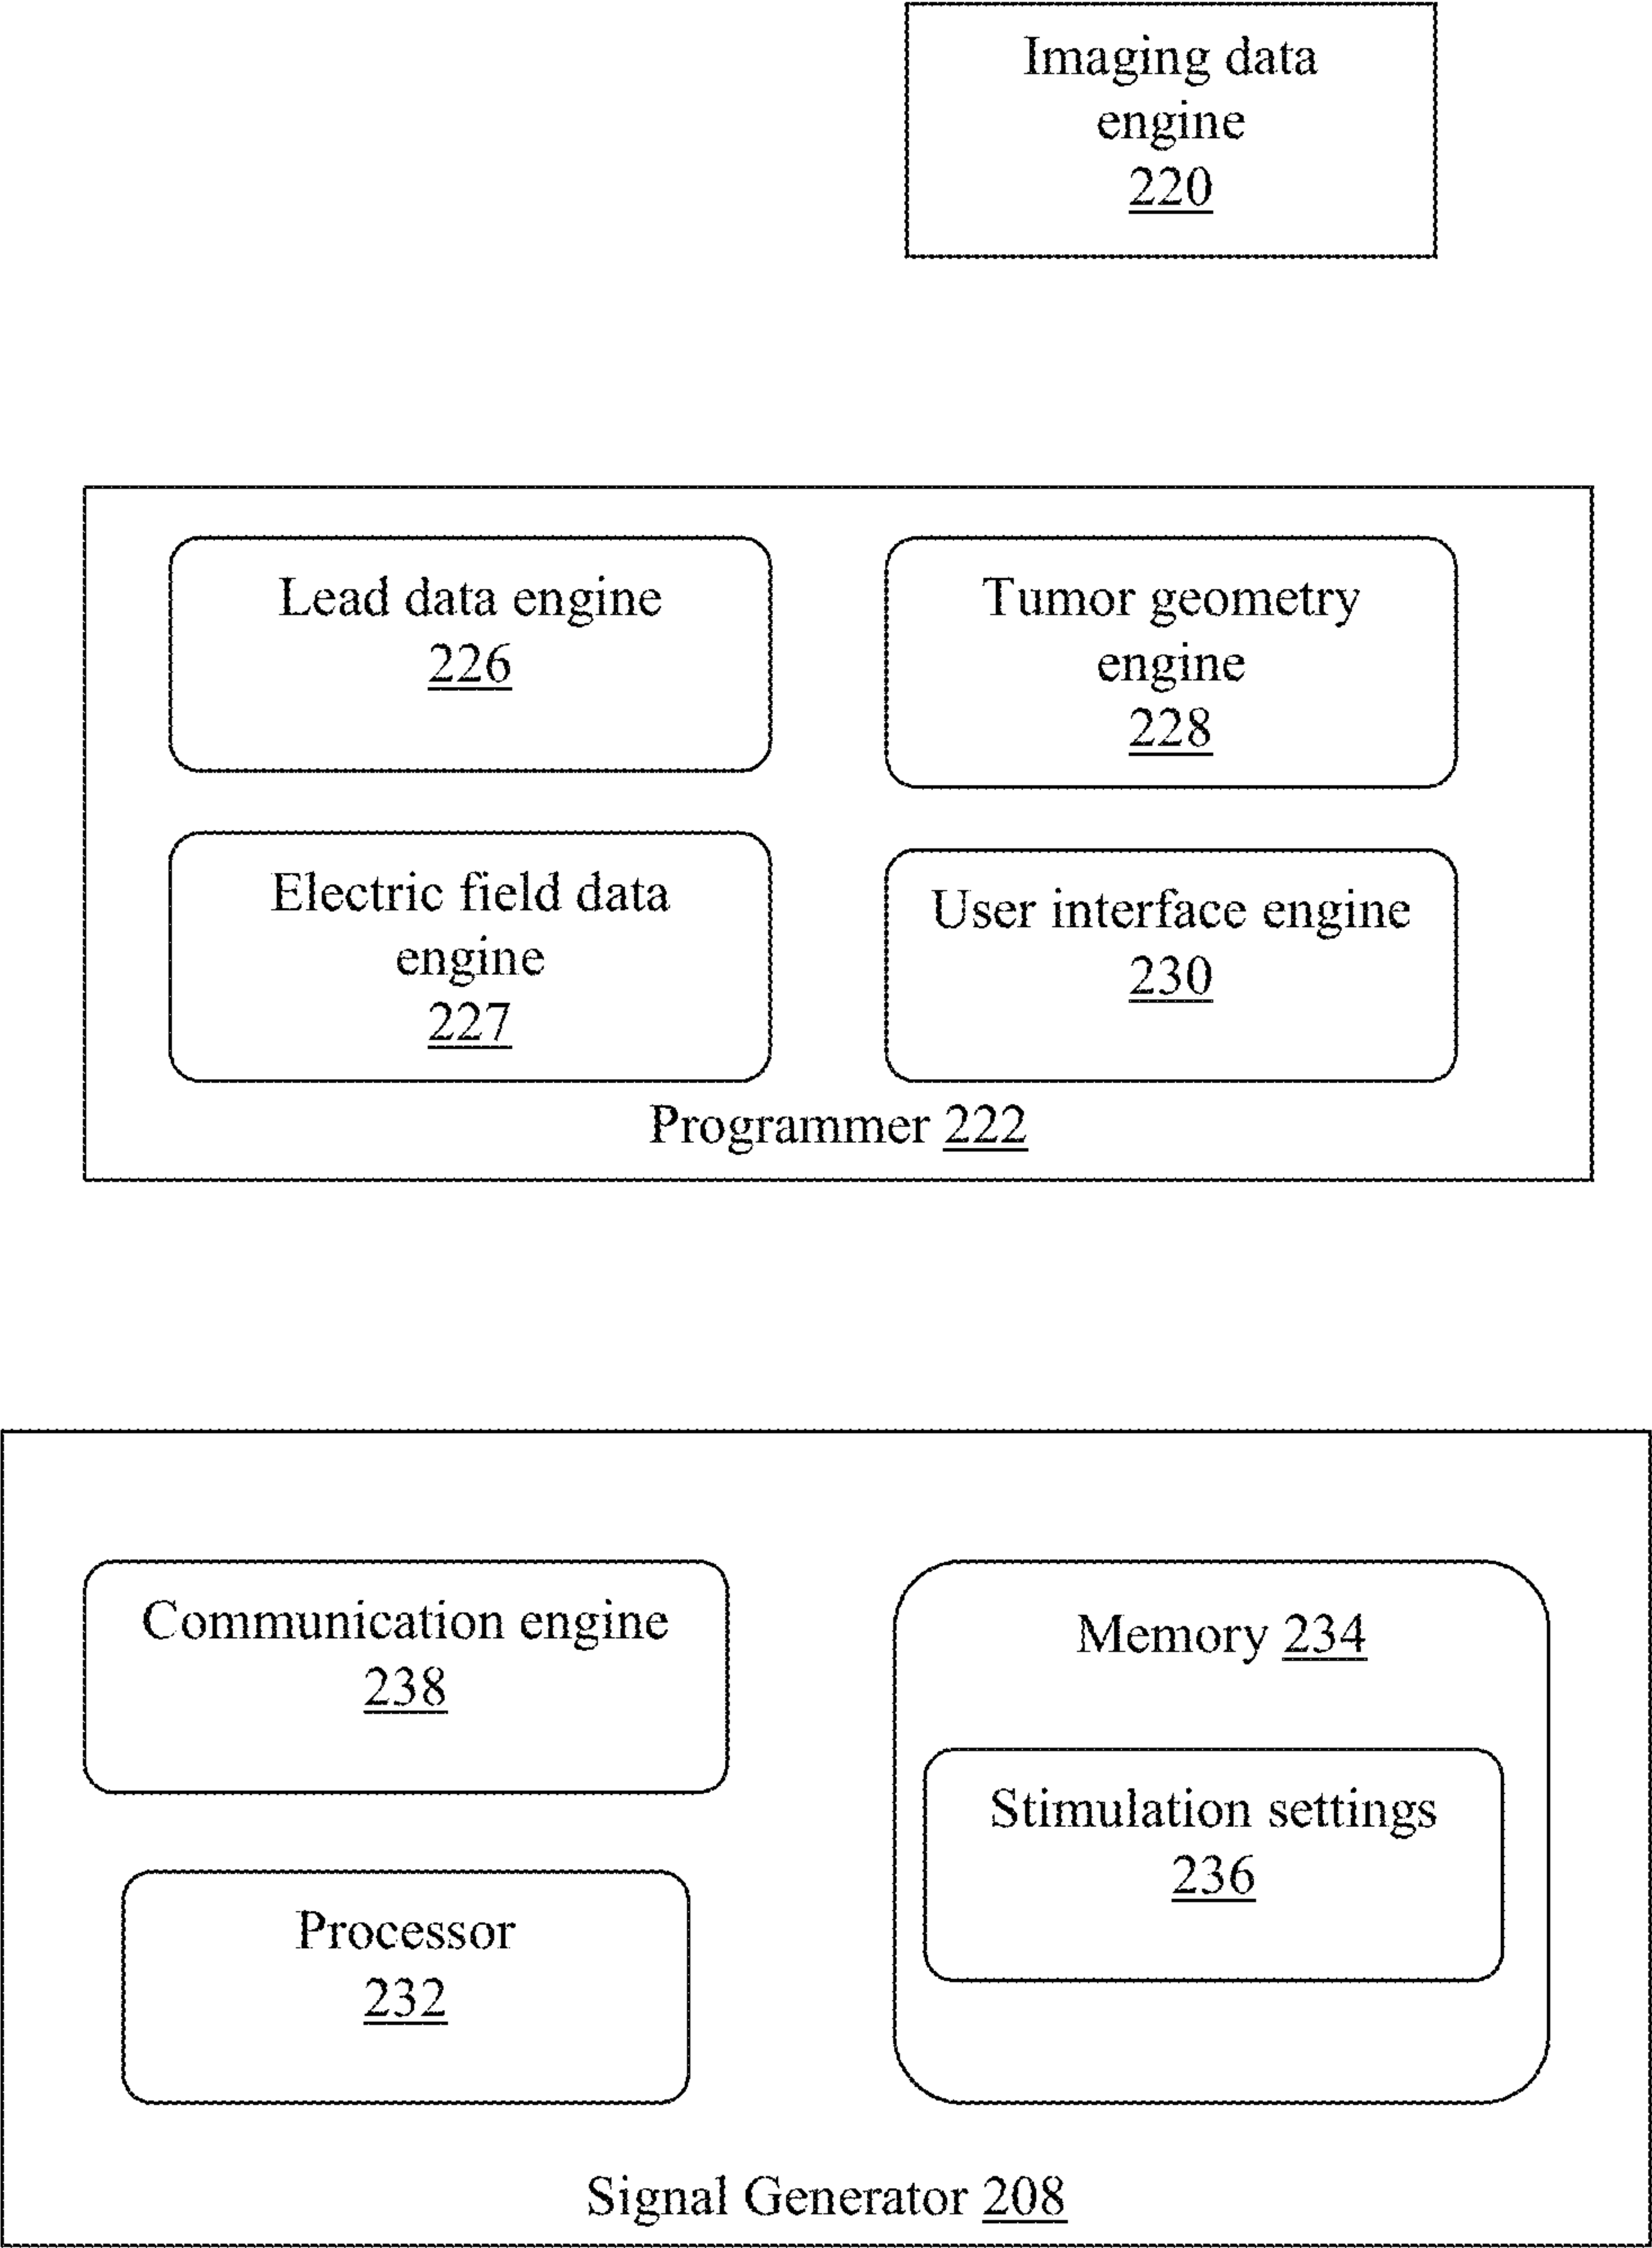 Imaging data
engine
220
Lead data engine
226
Tumor geometry
engine
228
Electric field data
engine
227
User interface engine
230
Programmer 222
Communication engine
238
Memory 234
Stimulation settings
236
Processor
232
Signal Generator 208